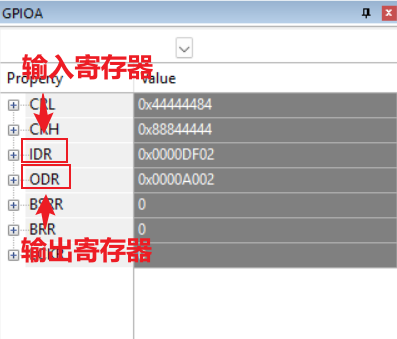 GPIOA
输入寄存器
Property Value
CRL 0x44444484
CRH 0x88844444
IDR 0x0000DF02
ODR 0x0000A002
BSRR 0
BRR 0
输出寄存器